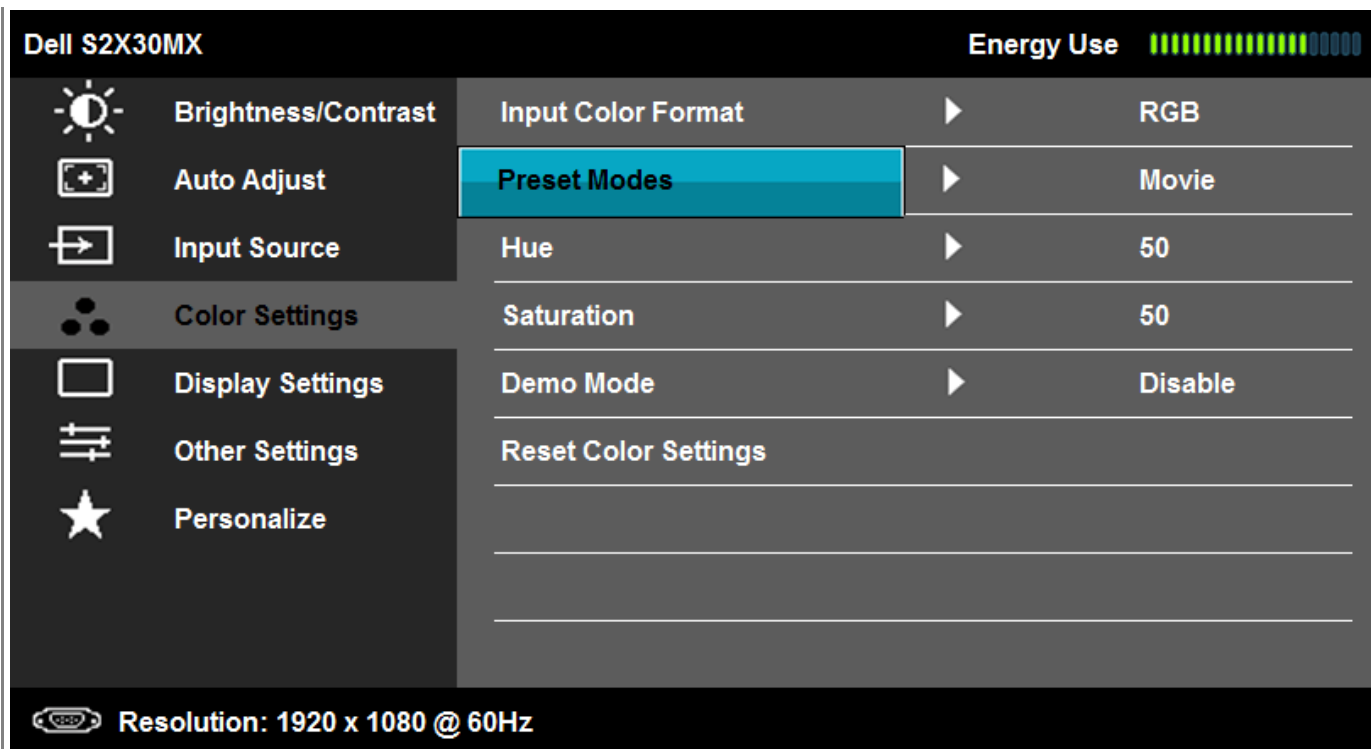 Dell S2X30MX Energy Use
Brightness/Contrast Input Color Format RGB
Auto Adjust Preset Modes Movie
Input Source Hue 50
Color Settings Saturation 50
Display Settings Demo Mode Disable
Other Settings Reset Color Settings
Personalize
Resolution: 1920 x 1080 @ 60Hz